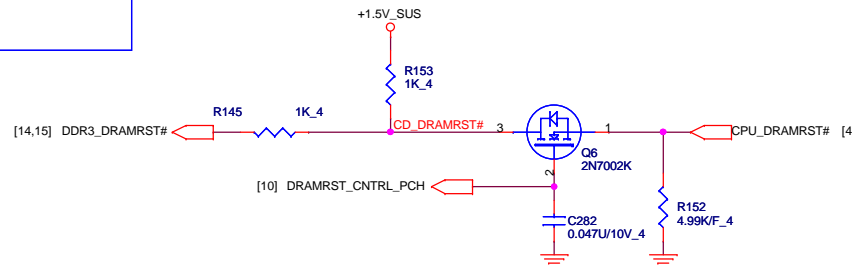 +1.5V_SUS
R153
1K_4
R145 1K_4
[14,15] DDR3_DRAMRST# CD_DRAMRST# 3 1 CPU_DRAMRST# [4
Q6
2N7002K
2
[10] DRAMRST_CNTRL_PCH
R152
4.99K/F_4
C282
0.047U/10V_4